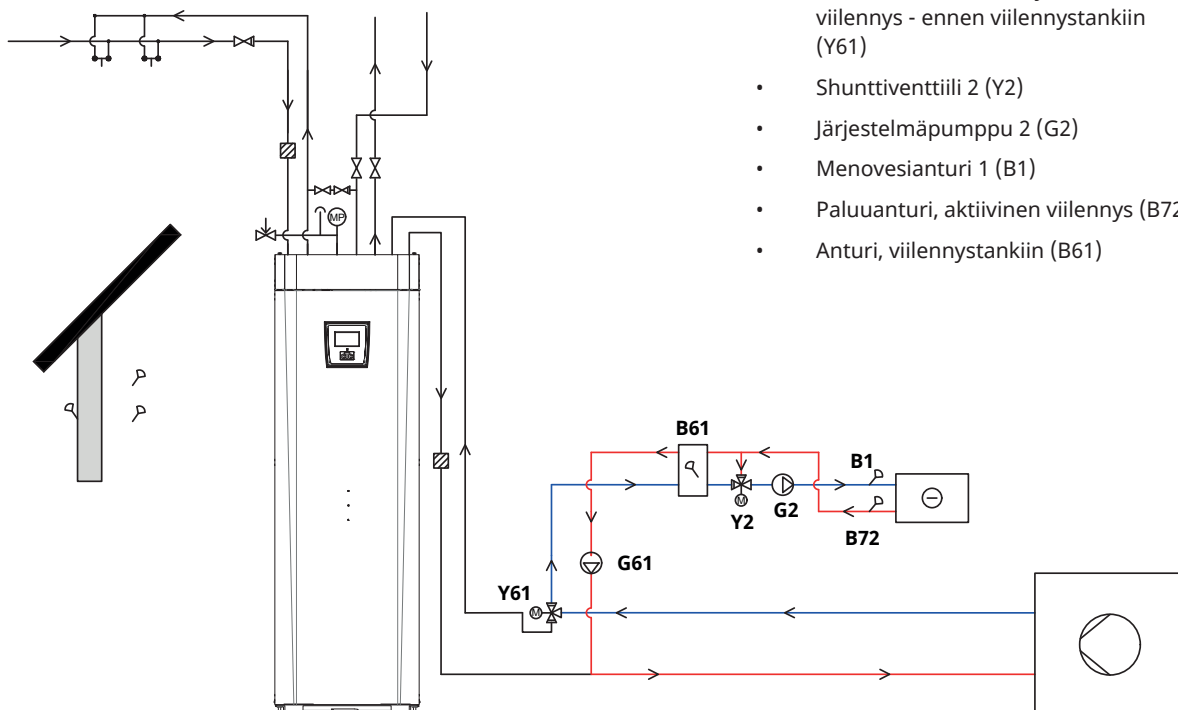 viilennys - ennen viilennystankiin
(Y61)
• Shunttiventtiili 2 (Y2)
• Järjestelmäpumppu 2 (G2)
• Menovesianturi 1 (B1)
• Paluuanturi, aktiivinen viilennys (B72
• Anturi, viilennystankiin (B61)
MP
B61
B1
M
Y2
G2
B72
G61
Y61
M